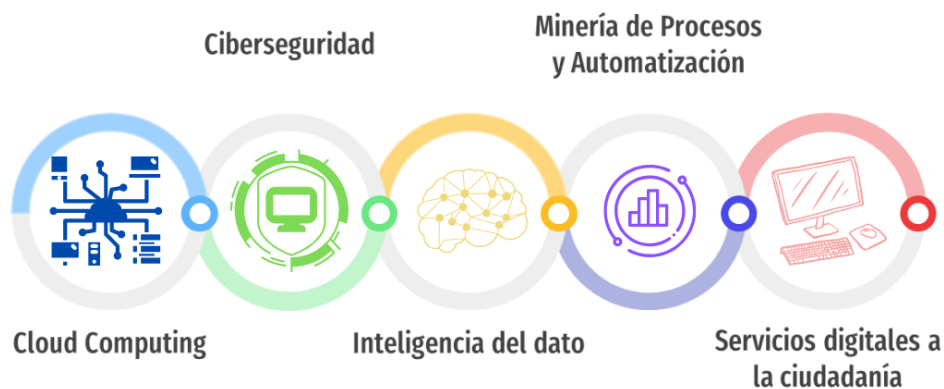 Ciberseguridad
Minería de Procesos
y Automatización
Cloud Computing
Inteligencia del dato
Servicios digitales a
la ciudadanía